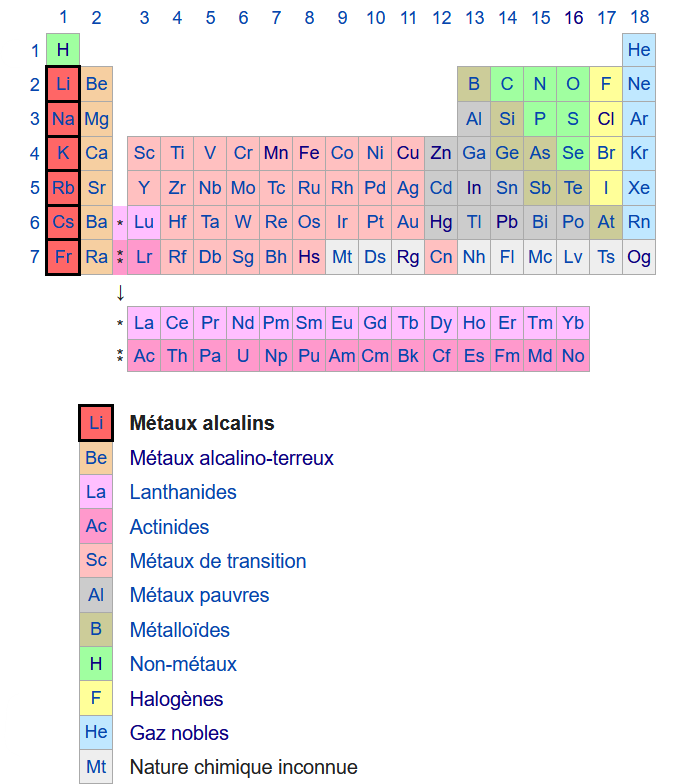 1 2 3 4 5 6 7 8 9 10 11 12 13 14 15 16 17 18
1 H He
2 Li Be B C N O F Ne
3 Na Mg Al Si P S Cl Ar
4 K Ca Sc Ti V Cr Mn Fe Co Ni Cu Zn Ga Ge As Se Br Kr
5 Rb Sr Y Zr Nb Mo Tc Ru Rh Pd Ag Cd In Sn Sb Te I Xe
6 Cs Ba * Lu Hf Ta W Re Os Ir Pt Au Hg Tl Pb Bi Po At Rn
7 Fr Ra ** Lr Rf Db Sg Bh Hs Mt Ds Rg Cn Nh Fl Mc Lv Ts Og
↓
* La Ce Pr Nd Pm Sm Eu Gd Tb Dy Ho Er Tm Yb
** Ac Th Pa U Np Pu Am Cm Bk Cf Es Fm Md No
Li Métaux alcalins
Be Métaux alcalino-terreux
La Lanthanides
Ac Actinides
Sc Métaux de transition
Al Métaux pauvres
B Métalloïdes
H Non-métaux
F Halogènes
He Gaz nobles
Mt Nature chimique inconnue